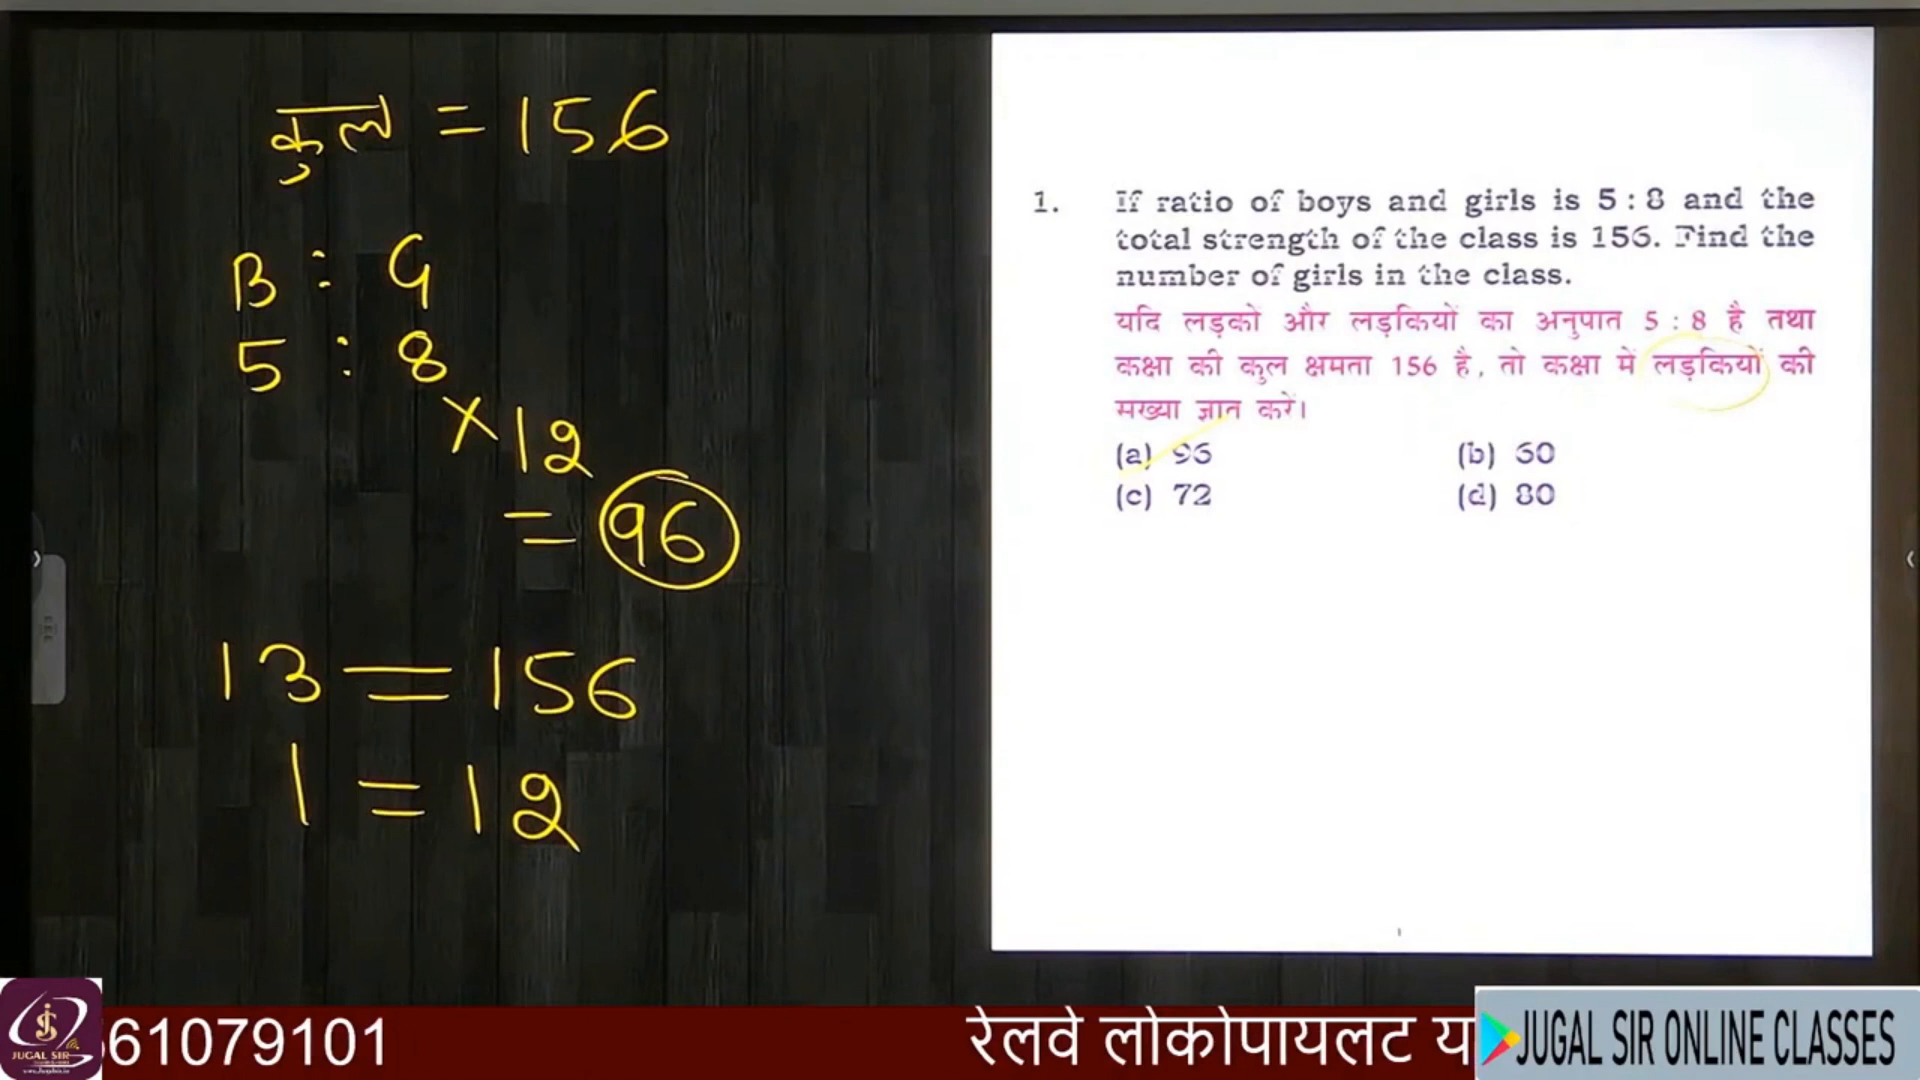 कुल = 156
B : G
5 : 8
× 12
= 96
13 = 156
1 = 12
1. If ratio of boys and girls is 5 : 8 and the
total strength of the class is 156. Find the
number of girls in the class.
यदि लड़को और लड़कियों का अनुपात 5 : 8 है तथा
कक्षा की कुल क्षमता 156 है, तो कक्षा में लड़कियों की
सख्या ज्ञात करें।
(a) 96 (b) 60
(c) 72 (d) 80
61079101 रेलवे लोकोपायलट य
JUGAL SIR
JUGAL SIR ONLINE CLASSES